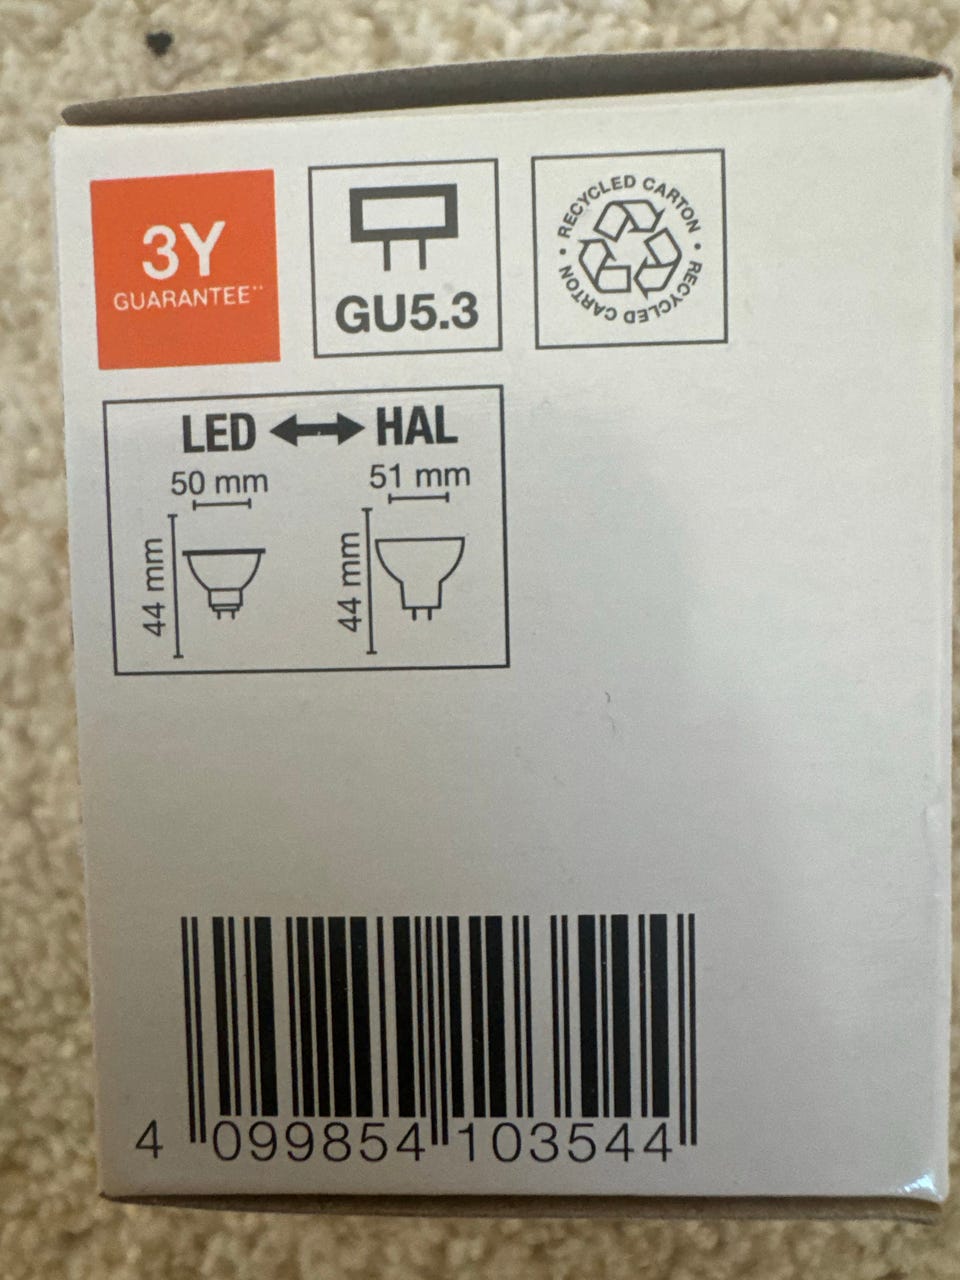 3Y
GUARANTEE**
GU5.3
RECYCLED CARTON • RECYCLED CARTON •
LED HAL
50 mm 51 mm
44 mm 44 mm
4 099854 103544